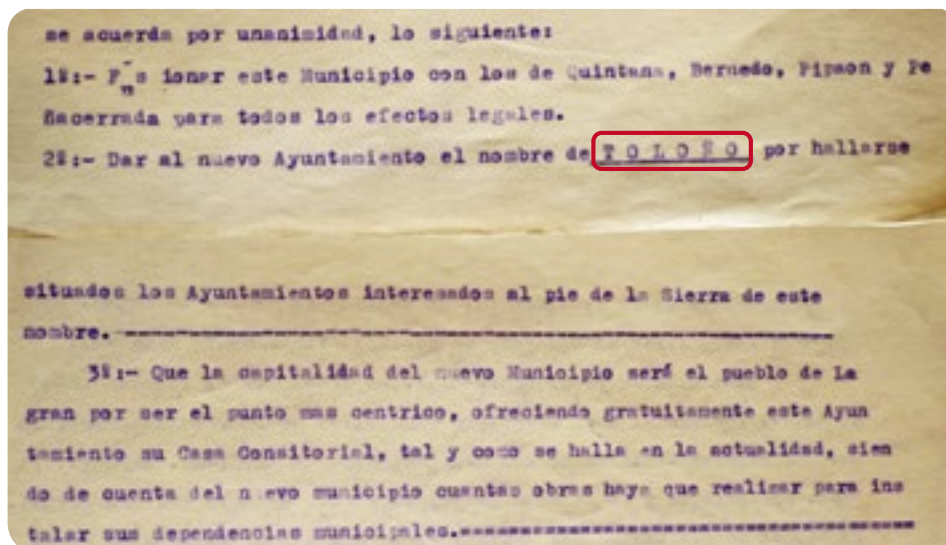 se acuerda por unanimidad, lo siguiente:
1º:- F sionar este Municipio con los de Quintana, Bernedo, Pipaon y Pe
ñacerrada para todos los efectos legales.
2º:- Dar al nuevo Ayuntamiento el nombre de T O L O Ñ O por hallarse
situados los Ayuntamientos interesados al pie de la Sierra de este
nombre.--------------------
3º:- Que la capitalidad del nuevo Municipio será el pueblo de La
gran por ser el punto mas centrico, ofreciendo gratuitamente este Ayun
tamiento su Casa Consitorial, tal y como se halla en la actualidad, sien
do de cuenta del nuevo municipio cuantas obras haya que realizar para ins
talar sus dependencias municipales.--------------------